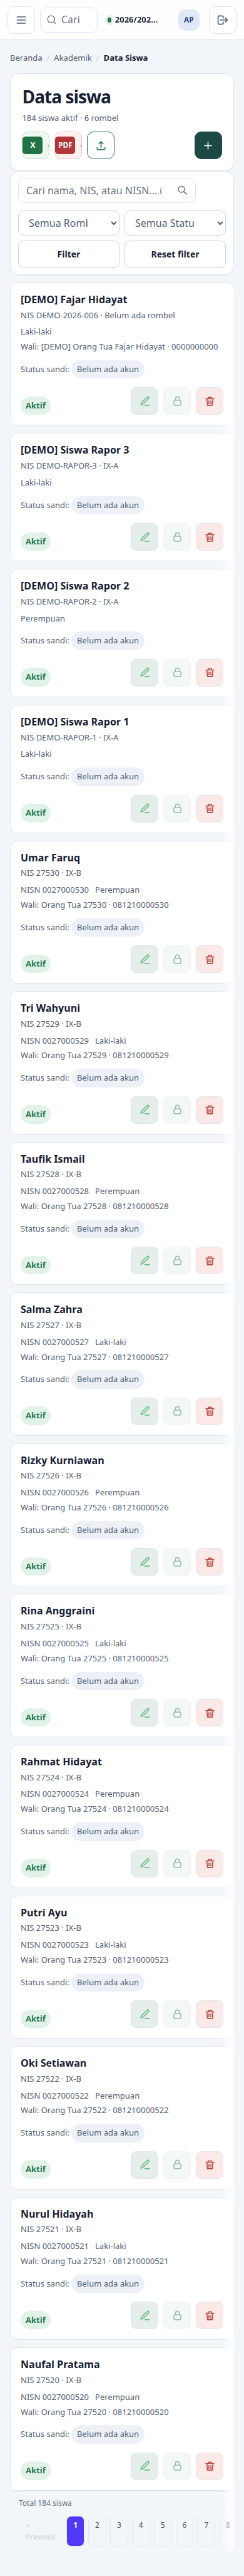 Cari
2026/202...
AP
Beranda / Akademik / Data Siswa
Data siswa
184 siswa aktif · 6 rombel
X
PDF
Cari nama, NIS, atau NISN... (
Semua Roml
Semua Statu
Filter
Reset filter
[DEMO] Fajar Hidayat
NIS DEMO-2026-006 · Belum ada rombel
Laki-laki
Wali: [DEMO] Orang Tua Fajar Hidayat · 0000000000
Status sandi: Belum ada akun
Aktif
[DEMO] Siswa Rapor 3
NIS DEMO-RAPOR-3 · IX-A
Laki-laki
Status sandi: Belum ada akun
Aktif
[DEMO] Siswa Rapor 2
NIS DEMO-RAPOR-2 · IX-A
Perempuan
Status sandi: Belum ada akun
Aktif
[DEMO] Siswa Rapor 1
NIS DEMO-RAPOR-1 · IX-A
Laki-laki
Status sandi: Belum ada akun
Aktif
Umar Faruq
NIS 27530 · IX-B
NISN 0027000530 Perempuan
Wali: Orang Tua 27530 · 081210000530
Status sandi: Belum ada akun
Aktif
Tri Wahyuni
NIS 27529 · IX-B
NISN 0027000529 Laki-laki
Wali: Orang Tua 27529 · 081210000529
Status sandi: Belum ada akun
Aktif
Taufik Ismail
NIS 27528 · IX-B
NISN 0027000528 Perempuan
Wali: Orang Tua 27528 · 081210000528
Status sandi: Belum ada akun
Aktif
Salma Zahra
NIS 27527 · IX-B
NISN 0027000527 Laki-laki
Wali: Orang Tua 27527 · 081210000527
Status sandi: Belum ada akun
Aktif
Rizky Kurniawan
NIS 27526 · IX-B
NISN 0027000526 Perempuan
Wali: Orang Tua 27526 · 081210000526
Status sandi: Belum ada akun
Aktif
Rina Anggraini
NIS 27525 · IX-B
NISN 0027000525 Laki-laki
Wali: Orang Tua 27525 · 081210000525
Status sandi: Belum ada akun
Aktif
Rahmat Hidayat
NIS 27524 · IX-B
NISN 0027000524 Perempuan
Wali: Orang Tua 27524 · 081210000524
Status sandi: Belum ada akun
Aktif
Putri Ayu
NIS 27523 · IX-B
NISN 0027000523 Laki-laki
Wali: Orang Tua 27523 · 081210000523
Status sandi: Belum ada akun
Aktif
Oki Setiawan
NIS 27522 · IX-B
NISN 0027000522 Perempuan
Wali: Orang Tua 27522 · 081210000522
Status sandi: Belum ada akun
Aktif
Nurul Hidayah
NIS 27521 · IX-B
NISN 0027000521 Laki-laki
Wali: Orang Tua 27521 · 081210000521
Status sandi: Belum ada akun
Aktif
Naufal Pratama
NIS 27520 · IX-B
NISN 0027000520 Perempuan
Wali: Orang Tua 27520 · 081210000520
Status sandi: Belum ada akun
Aktif
Total 184 siswa
« Previous 1 2 3 4 5 6 7 8